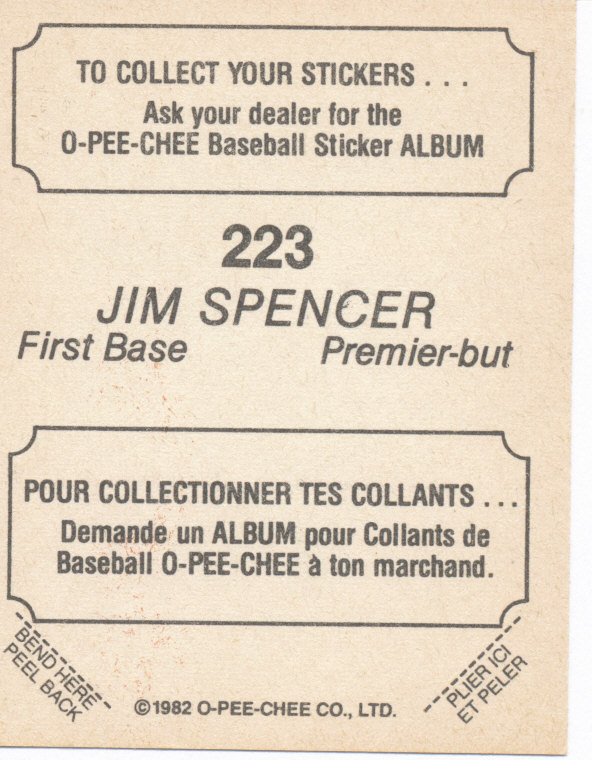 TO COLLECT YOUR STICKERS . . .
Ask your dealer for the
O-PEE-CHEE Baseball Sticker ALBUM
223
JIM SPENCER
First Base Premier-but
POUR COLLECTIONNER TES COLLANTS . . .
Demande un ALBUM pour Collants de
Baseball O-PEE-CHEE à ton marchand.
BEND HERE
PEEL BACK
©1982 O-PEE-CHEE CO., LTD.
PLIER ICI
ET PELER